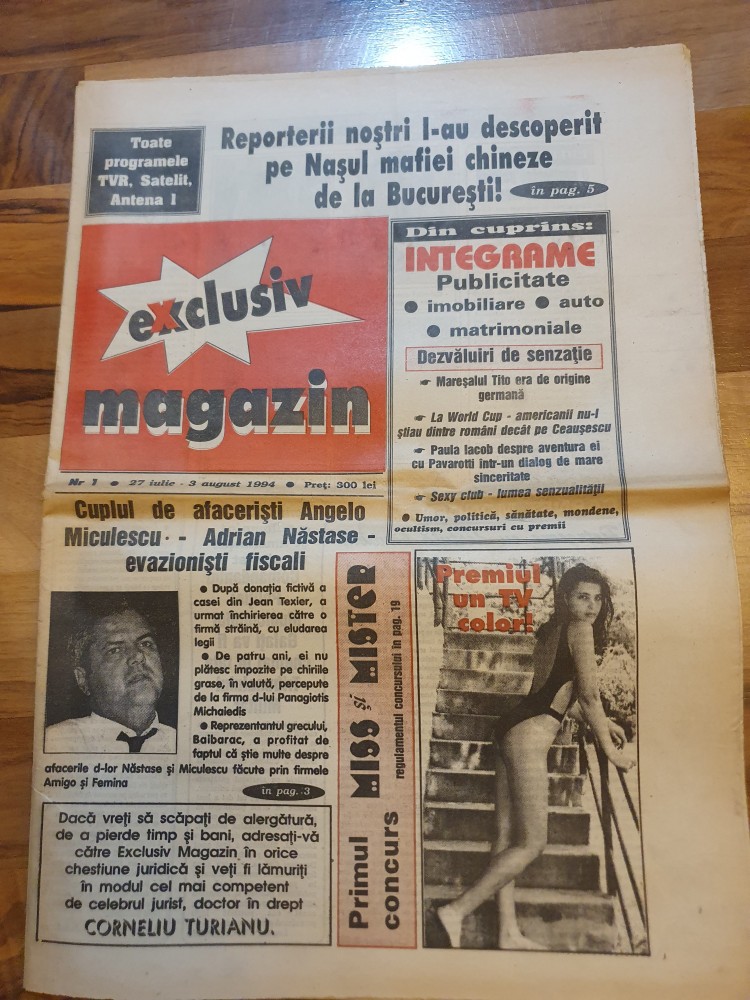 Toate
programele
TVR, Satelit,
Antena 1
Reporterii noştri l-au descoperit
pe Naşul mafiei chineze
de la Bucureşti!
în pag. 5
exclusiv
magazin
Nr 1 ● 27 iulie - 3 august 1994 ● Preţ: 300 lei
Din cuprins:
INTEGRAME
Publicitate
● imobiliare ● auto
● matrimoniale
Dezvăluiri de senzaţie
☛ Mareşalul Tito era de origine
germană
☛ La World Cup - americanii nu-l
ştiau dintre români decât pe Ceauşescu
☛ Paula Iacob despre aventura ei
cu Pavarotti într-un dialog de mare
sinceritate
☛ Sexy club - lumea senzualităţii
● Umor, politică, sănătate, mondene,
ocultism, concursuri cu premii
Cuplul de afacerişti Angelo
Miculescu - Adrian Năstase -
evazionişti fiscali
● După donaţia fictivă a
casei din Jean Texier, a
urmat închirierea către o
firmă străină, cu eludarea
legii
● De patru ani, ei nu
plătesc impozite pe chiriile
grase, în valută, percepute
de la firma d-lui Panagiotis
Michaiedis
● Reprezentantul grecului,
Balbarac, a profitat de
faptul că ştie multe despre
afacerile d-lor Năstase şi Miculescu făcute prin firmele
Amigo şi Femina
în pag. 3
Dacă vreţi să scăpaţi de alergătură,
de a pierde timp şi bani, adresaţi-vă
către Exclusiv Magazin în orice
chestiune juridică şi veţi fi lămuriţi
în modul cel mai competent
de celebrul jurist, doctor în drept
CORNELIU TURIANU.
Primul
concurs
MISS şi MISTER
regulamentul concursului în pag. 19
Premiul
un TV
color!